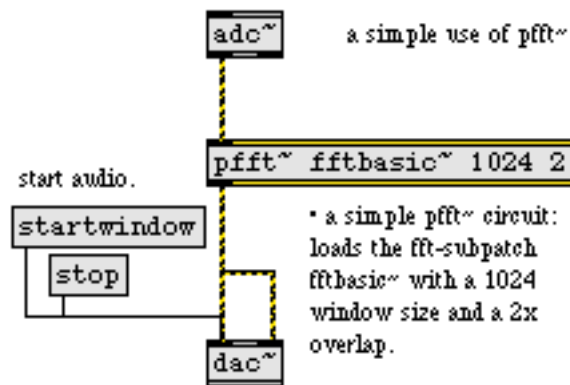 adc~
a simple use of pfft~
pfft~ fftbasic~ 1024 2
start audio.
startwindow
stop
• a simple pfft~ circuit:
loads the fft-subpatch
fftbasic~ with a 1024
window size and a 2x
overlap.
dac~